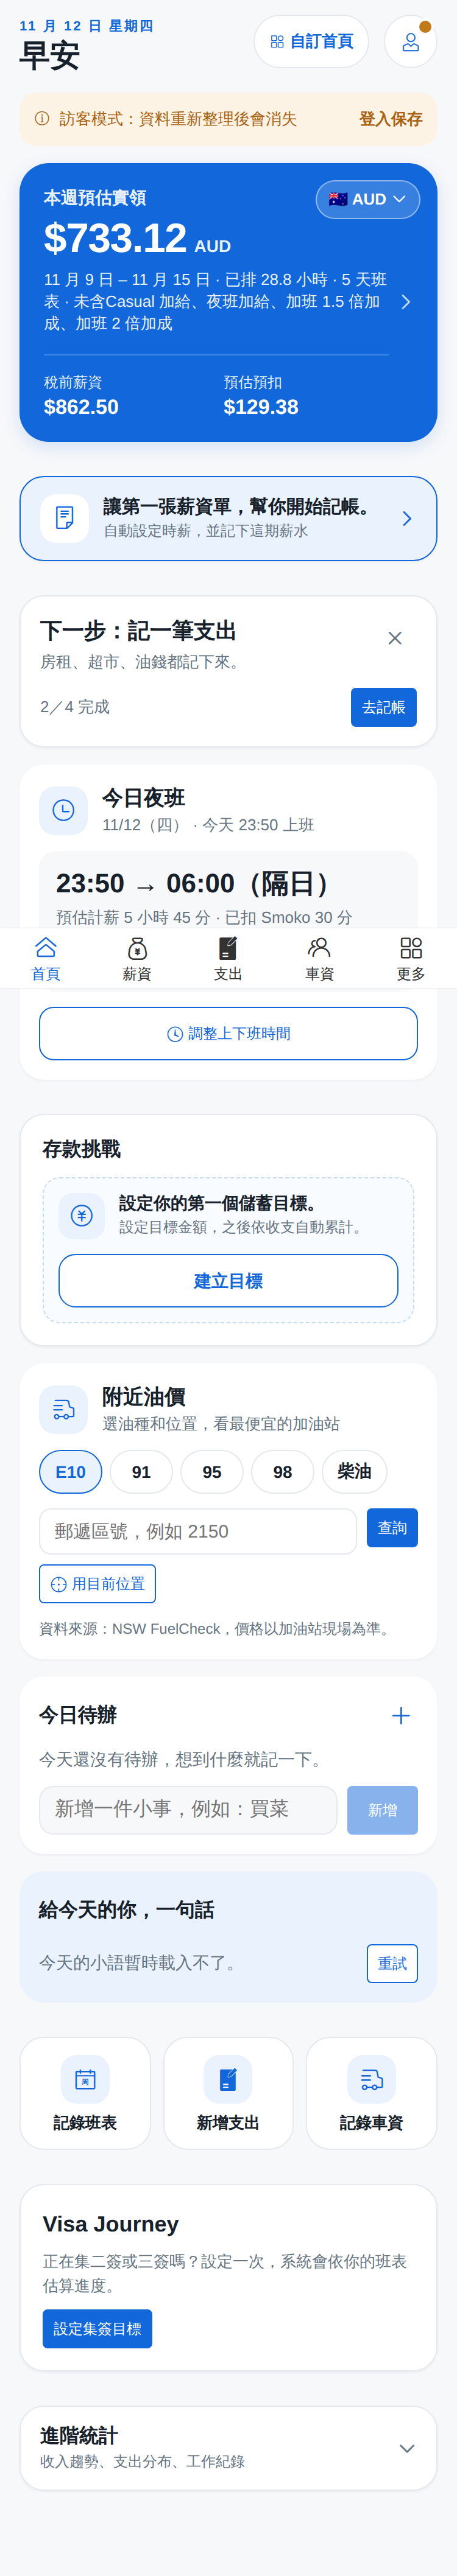 11 月 12 日 星期四
早安
自訂首頁
訪客模式：資料重新整理後會消失
登入保存
本週預估實領
🇦🇺 AUD
$733.12 AUD
11 月 9 日 – 11 月 15 日 · 已排 28.8 小時 · 5 天班
表 · 未含Casual 加給、夜班加給、加班 1.5 倍加
成、加班 2 倍加成
稅前薪資
預估預扣
$862.50
$129.38
讓第一張薪資單，幫你開始記帳。
自動設定時薪，並記下這期薪水
下一步：記一筆支出
房租、超市、油錢都記下來。
2／4 完成
去記帳
今日夜班
11/12（四） · 今天 23:50 上班
23:50 → 06:00（隔日）
預估計薪 5 小時 45 分 · 已扣 Smoko 30 分
首頁
薪資
支出
車資
更多
調整上下班時間
存款挑戰
設定你的第一個儲蓄目標。
設定目標金額，之後依收支自動累計。
建立目標
附近油價
選油種和位置，看最便宜的加油站
E10
91
95
98
柴油
郵遞區號，例如 2150
查詢
用目前位置
資料來源：NSW FuelCheck，價格以加油站現場為準。
今日待辦
今天還沒有待辦，想到什麼就記一下。
新增一件小事，例如：買菜
新增
給今天的你，一句話
今天的小語暫時載入不了。
重試
記錄班表
新增支出
記錄車資
Visa Journey
正在集二簽或三簽嗎？設定一次，系統會依你的班表
估算進度。
設定集簽目標
進階統計
收入趨勢、支出分布、工作紀錄